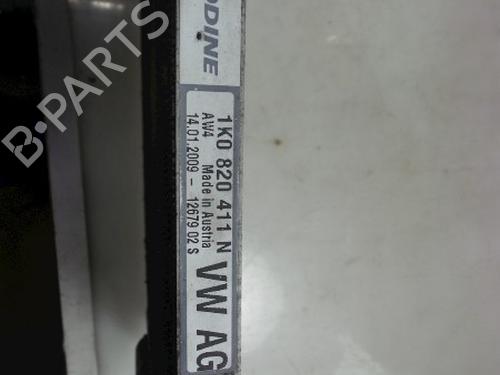 B-PARTS
ODINE
1K0 820 411 N
AW4 Made in Austria
14.01.2009 - 12679 02 S
VW AG